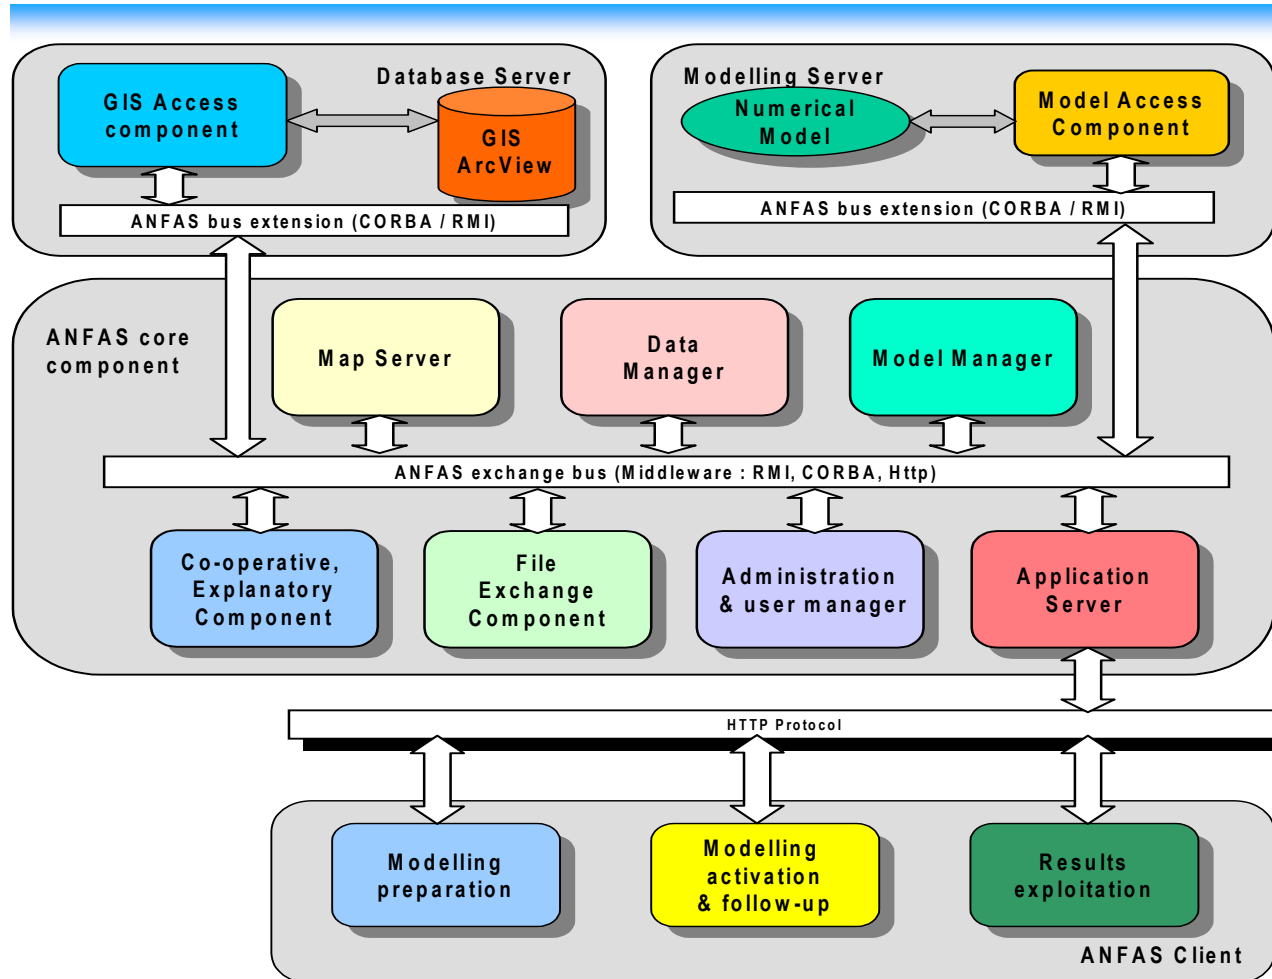 Database Server
GIS Access
component
GIS
ArcView
ANFAS bus extension (CORBA / RMI)
Modelling Server
Numerical
Model
Model Access
Component
ANFAS bus extension (CORBA / RMI)
ANFAS core
component
Map Server
Data
Manager
Model Manager
ANFAS exchange bus (Middleware : RMI, CORBA, Http)
Co-operative,
Explanatory
Component
File
Exchange
Component
Administration
& user manager
Application
Server
HTTP Protocol
Modelling
preparation
Modelling
activation
& follow-up
Results
exploitation
ANFAS Client